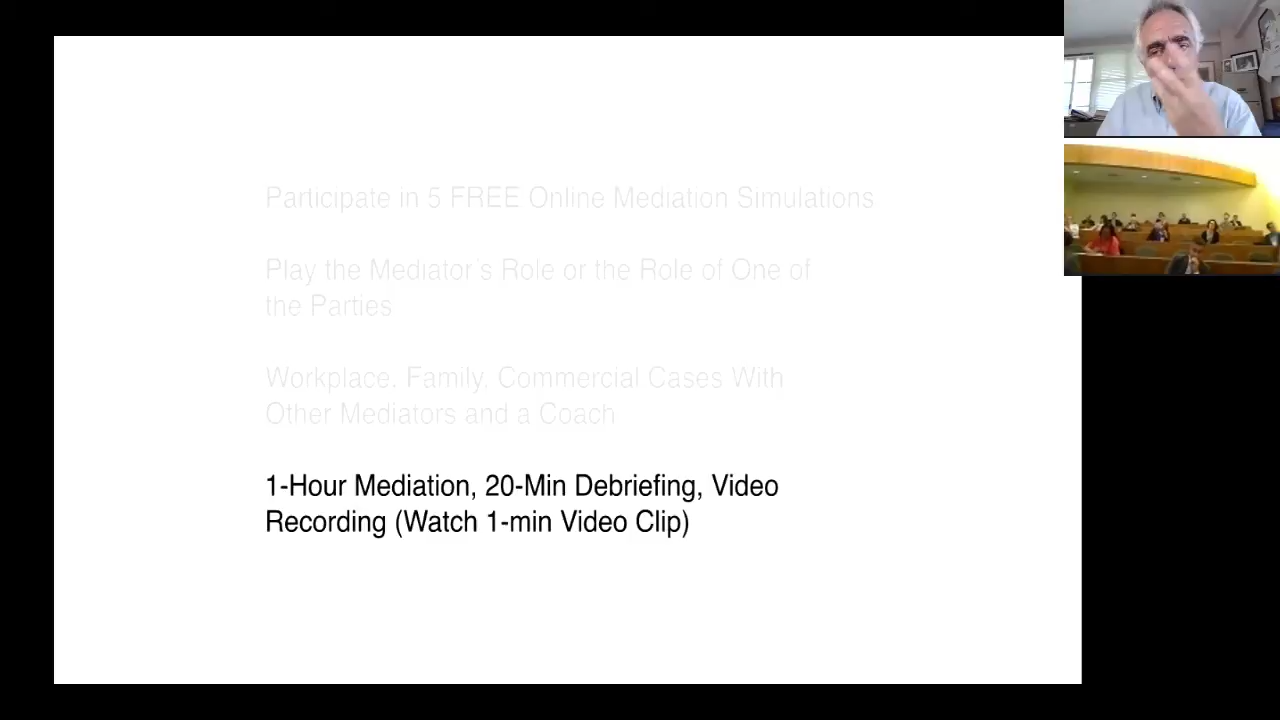 Participate in 5 FREE Online Mediation Simulations
Play the Mediator's Role or the Role of One of
the Parties
Workplace, Family, Commercial Cases With
Other Mediators and a Coach
1-Hour Mediation, 20-Min Debriefing, Video
Recording (Watch 1-min Video Clip)